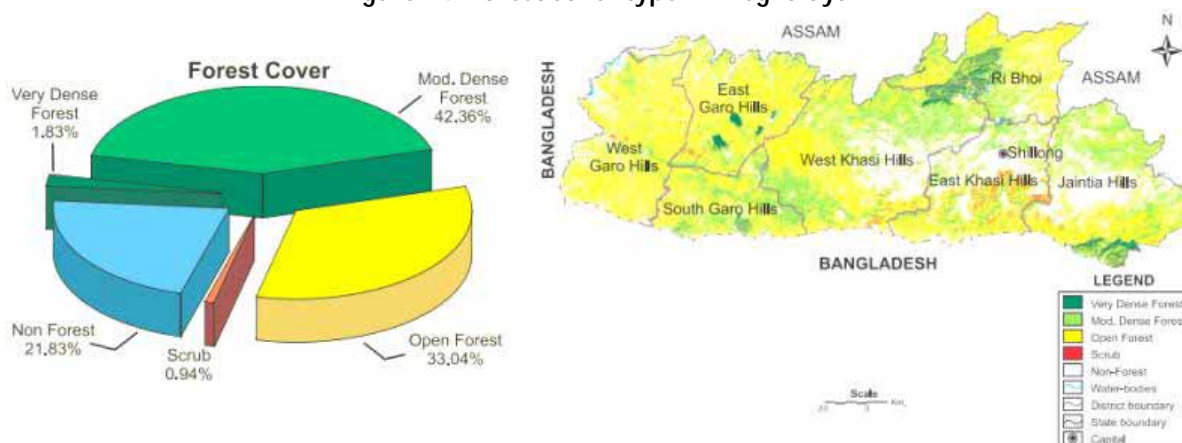 Forest Cover
Very Dense
Forest
1.83%
Mod. Dense
Forest
42.36%
Non Forest
21.83%
Scrub
0.94%
Open Forest
33.04%
ASSAM
N
ASSAM
BANGLADESH
East
Garo Hills
Ri Bhoi
West
Garo Hills
West Khasi Hills
Shillong
East Khasi Hills
Jaintia Hills
South Garo Hills
BANGLADESH
LEGEND
Very Dense Forest
Mod. Dense Forest
Open Forest
Scrub
Non-Forest
Water-bodies
District boundary
State boundary
Capital
Scale
20 0 Km.